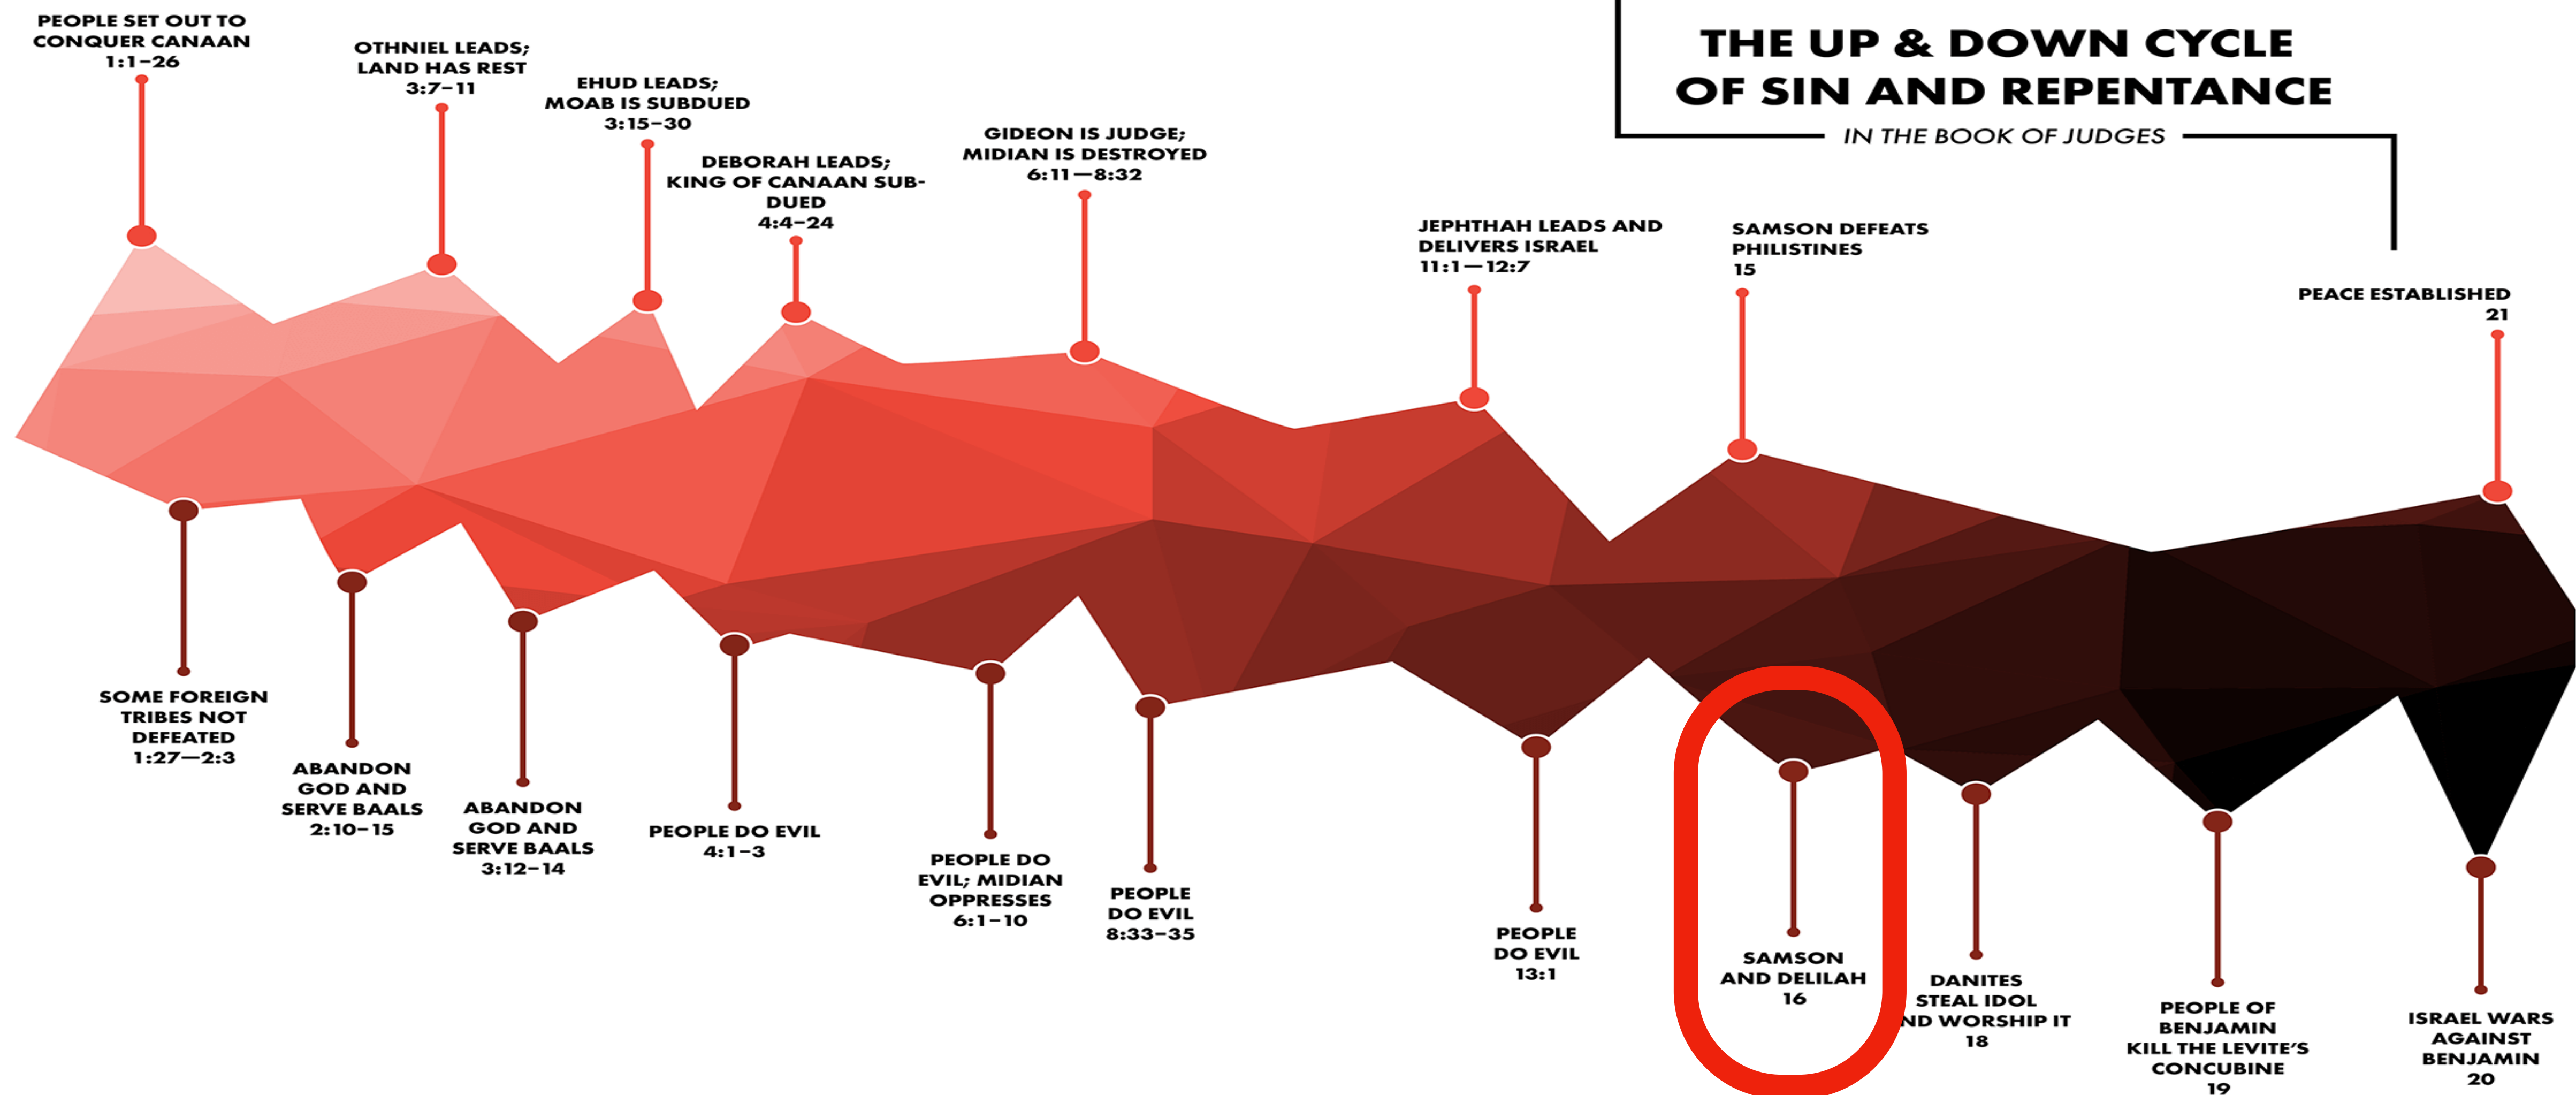 THE UP & DOWN CYCLE
OF SIN AND REPENTANCE
IN THE BOOK OF JUDGES
PEOPLE SET OUT TO
CONQUER CANAAN
1:1–26
OTHNIEL LEADS;
LAND HAS REST
3:7–11
EHUD LEADS;
MOAB IS SUBDUED
3:15–30
DEBORAH LEADS;
KING OF CANAAN SUB-
DUED
4:4–24
GIDEON IS JUDGE;
MIDIAN IS DESTROYED
6:11—8:32
JEPHTHAH LEADS AND
DELIVERS ISRAEL
11:1—12:7
SAMSON DEFEATS
PHILISTINES
15
PEACE ESTABLISHED
21
SOME FOREIGN
TRIBES NOT
DEFEATED
1:27—2:3
ABANDON
GOD AND
SERVE BAALS
2:10–15
ABANDON
GOD AND
SERVE BAALS
3:12–14
PEOPLE DO EVIL
4:1–3
PEOPLE DO
EVIL; MIDIAN
OPPRESSES
6:1–10
PEOPLE
DO EVIL
8:33–35
PEOPLE
DO EVIL
13:1
SAMSON
AND DELILAH
16
DANITES
STEAL IDOL
ND WORSHIP IT
18
PEOPLE OF
BENJAMIN
KILL THE LEVITE'S
CONCUBINE
19
ISRAEL WARS
AGAINST
BENJAMIN
20